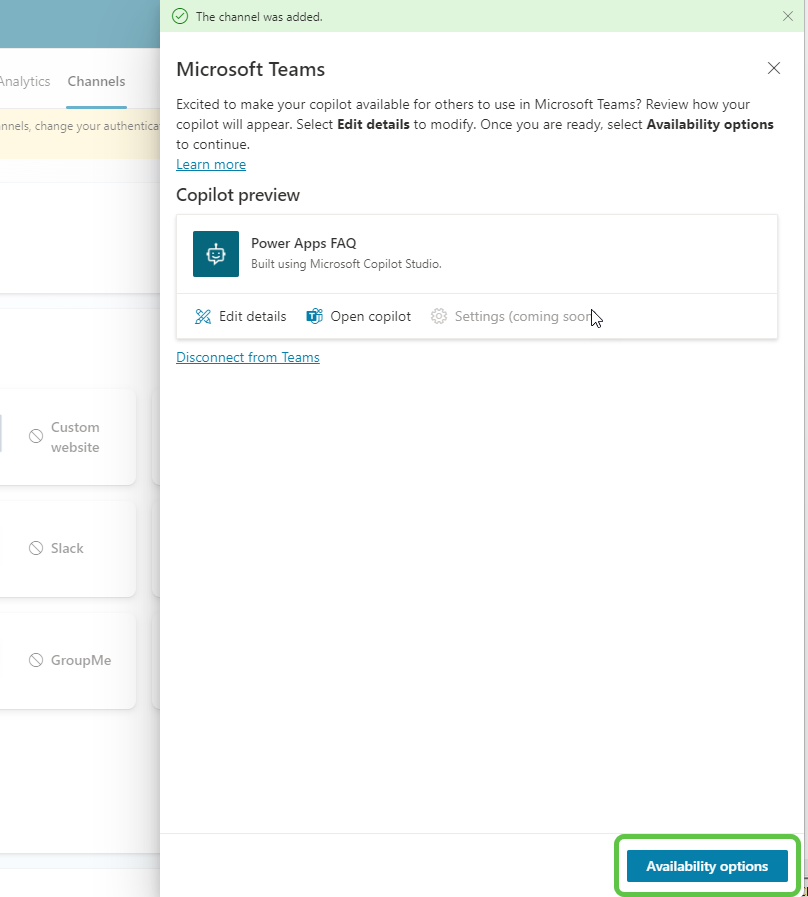 The channel was added.
Analytics
Channels
nnels, change your authentica
Microsoft Teams
Excited to make your copilot available for others to use in Microsoft Teams? Review how your
copilot will appear. Select Edit details to modify. Once you are ready, select Availability options
to continue.
Learn more
Copilot preview
Power Apps FAQ
Built using Microsoft Copilot Studio.
Edit details
Open copilot
Settings (coming soon
Disconnect from Teams
Custom
website
Slack
GroupMe
Availability options